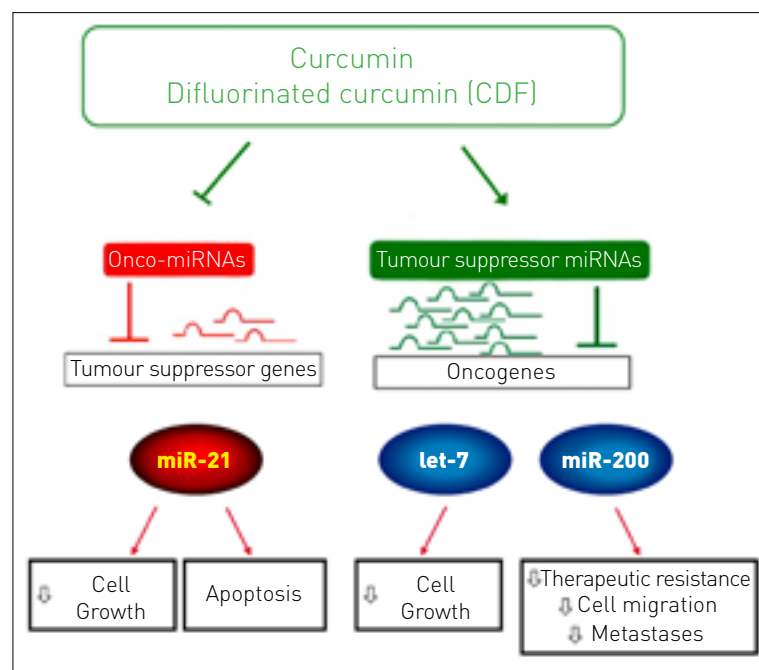 Curcumin
Difluorinated curcumin (CDF)
Onco-miRNAs
Tumour suppressor miRNAs
Tumour suppressor genes
Oncogenes
miR-21
let-7
miR-200
Cell
Growth
Apoptosis
Cell
Growth
Therapeutic resistance
Cell migration
Metastases